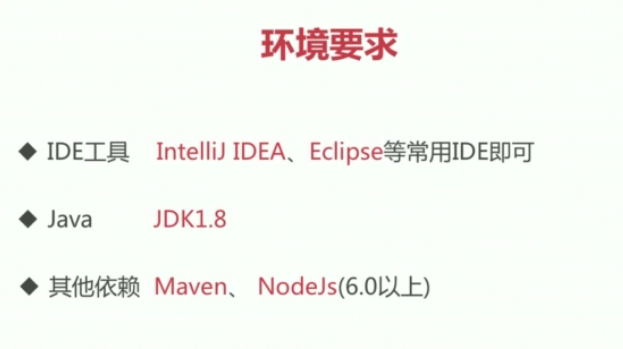 环境要求
◆ IDE工具 IntelliJ IDEA、Eclipse等常用IDE即可
◆ Java JDK1.8
◆ 其他依赖 Maven、 NodeJs(6.0以上)